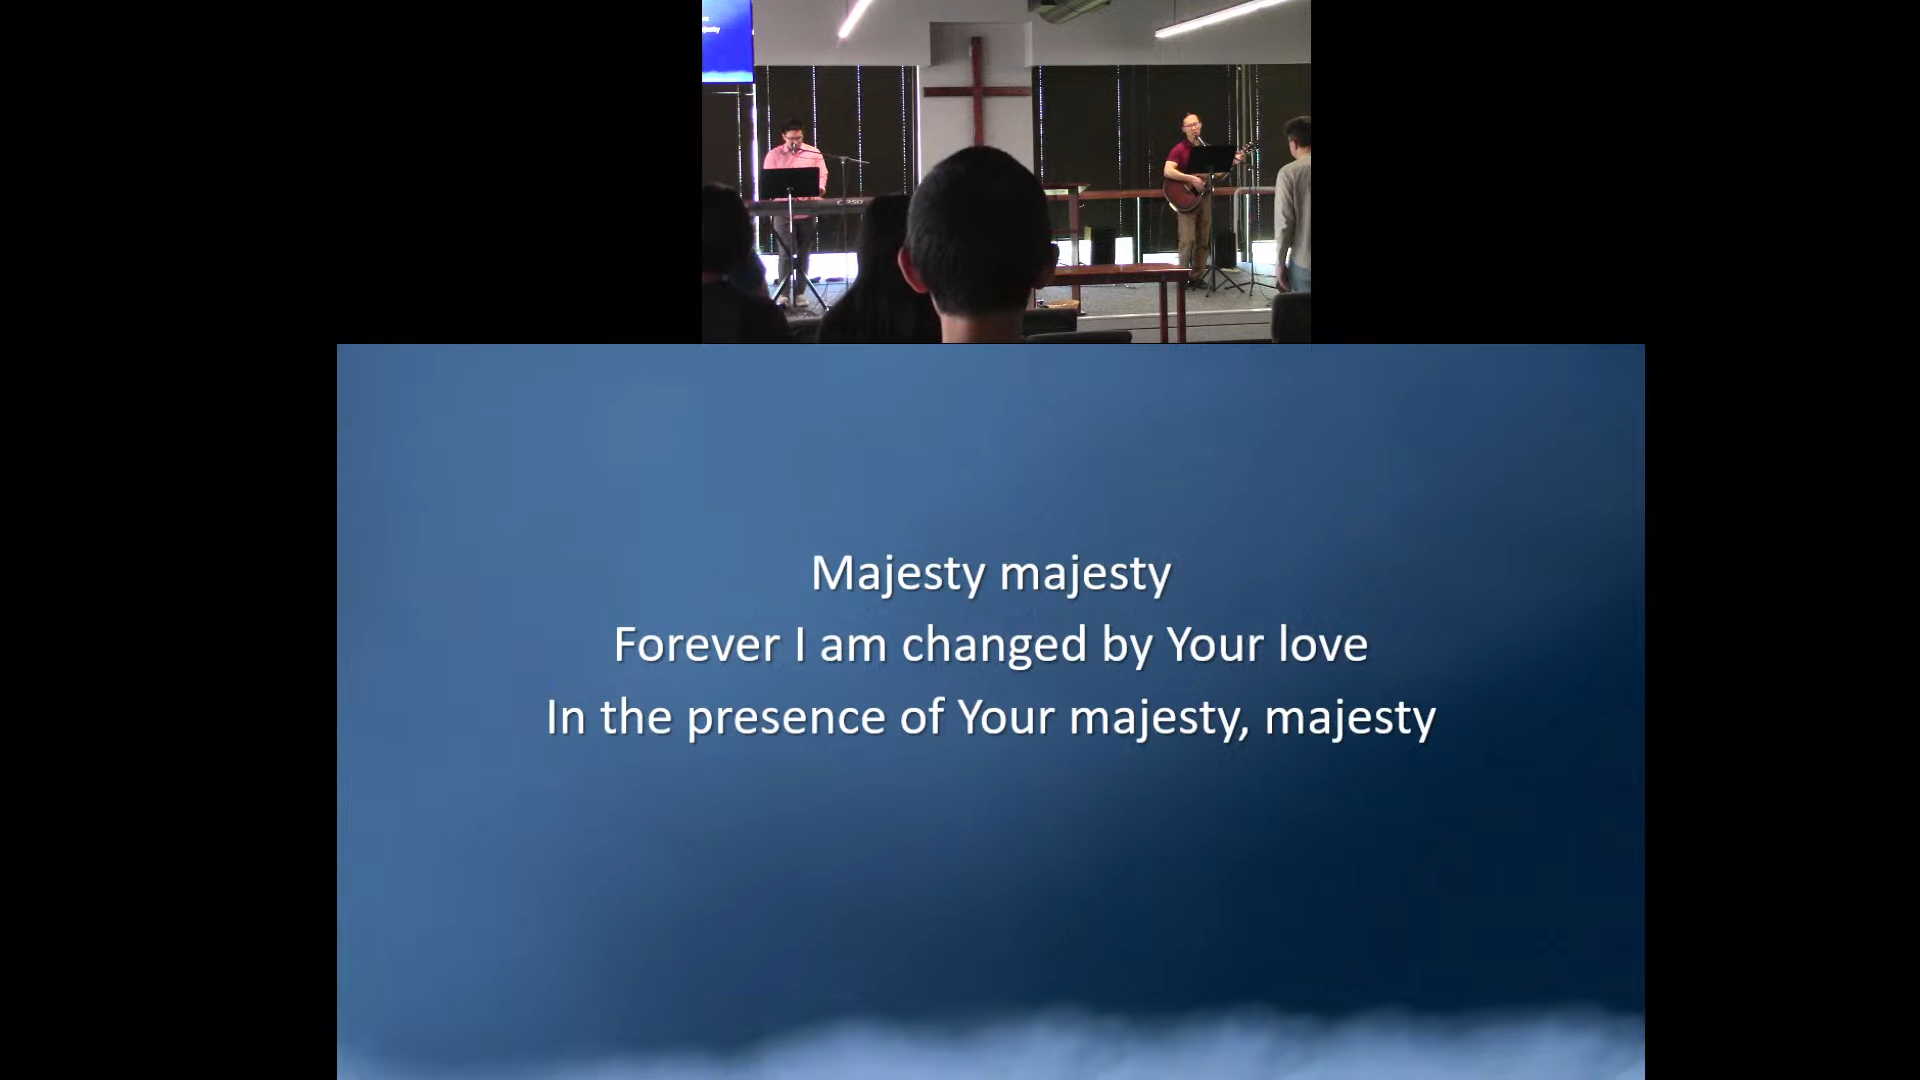 Majesty majesty
Forever I am changed by Your love
In the presence of Your majesty, majesty